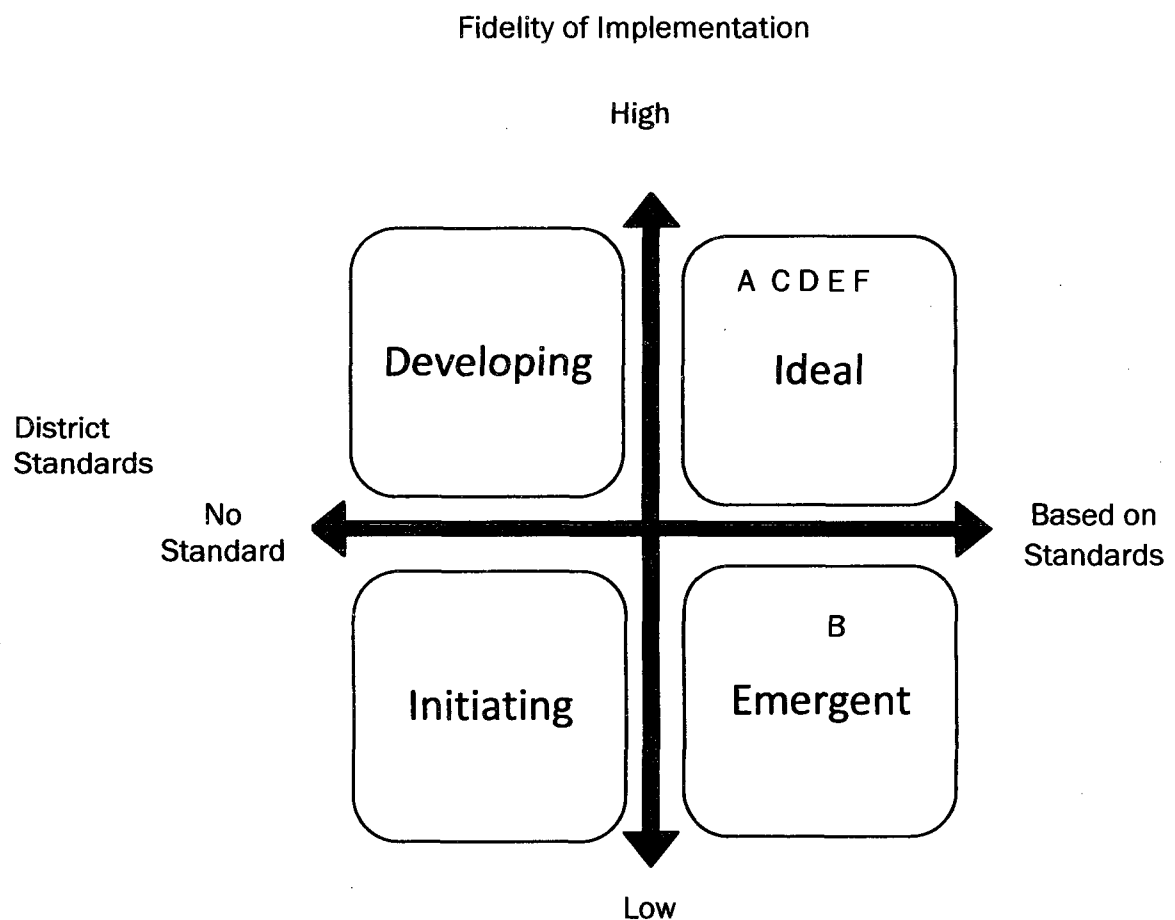 Fidelity of Implementation
High
A C D E F
Developing
Ideal
District
Standards
No
Standard
Based on
Standards
B
Initiating
Emergent
Low